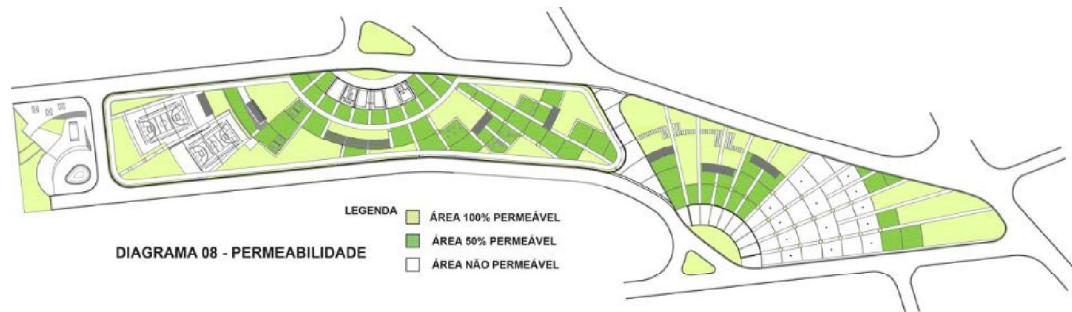 LEGENDA
ÁREA 100% PERMEÁVEL
ÁREA 50% PERMEÁVEL
DIAGRAMA 08 - PERMEABILIDADE
ÁREA NÃO PERMEÁVEL